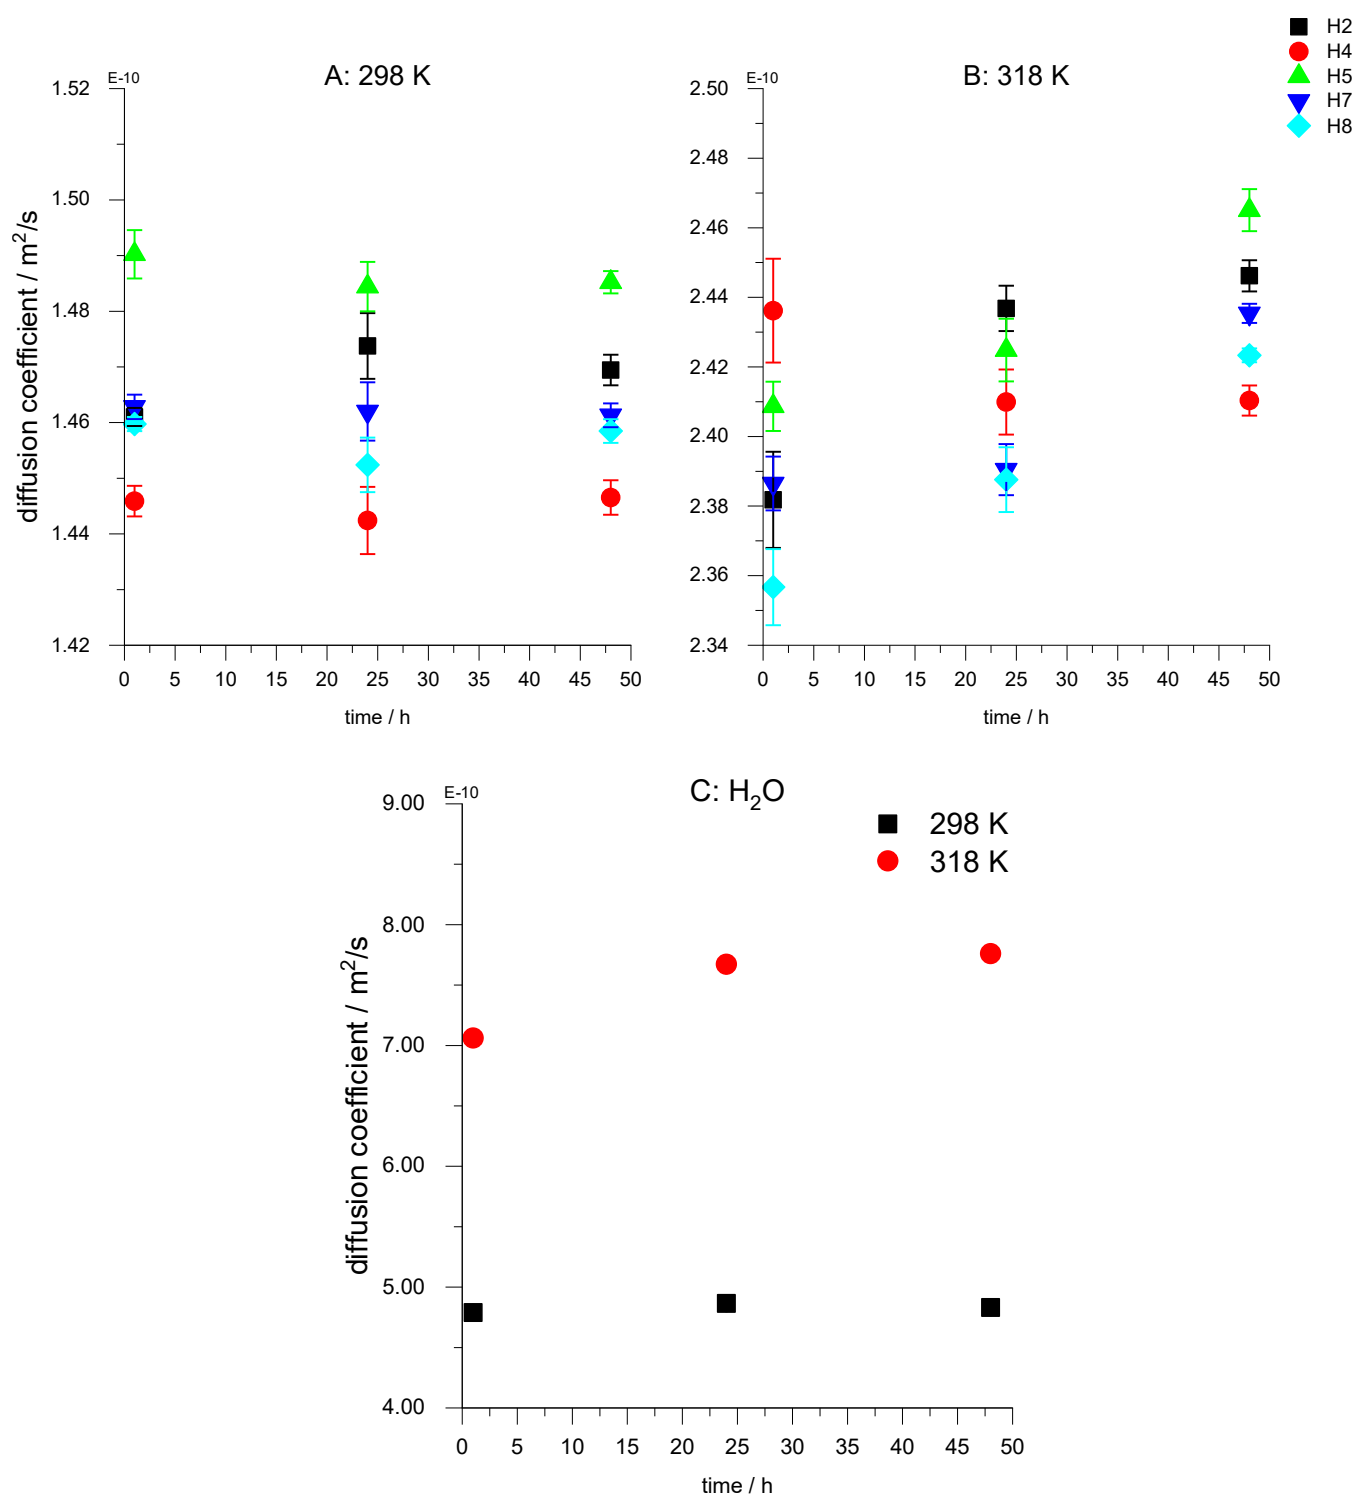 A: 298 K
E-10
1.52
1.50
1.48
1.46
1.44
1.42
diffusion coefficient / m²/s
0 5 10 15 20 25 30 35 40 45 50
time / h
B: 318 K
E-10
2.50
2.48
2.46
2.44
2.42
2.40
2.38
2.36
2.34
0 5 10 15 20 25 30 35 40 45 50
time / h
H2
H4
H5
H7
H8
C: H₂O
E-10
9.00
8.00
7.00
6.00
5.00
4.00
diffusion coefficient / m²/s
298 K
318 K
0 5 10 15 20 25 30 35 40 45 50
time / h